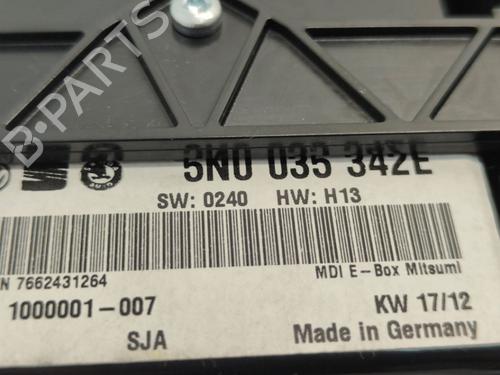 B-PARTS
5N0 035 342E
SW: 0240 HW: H13
N 7662431264
MDI E-Box Mitsumi
1000001-007
KW 17/12
SJA
Made in Germany